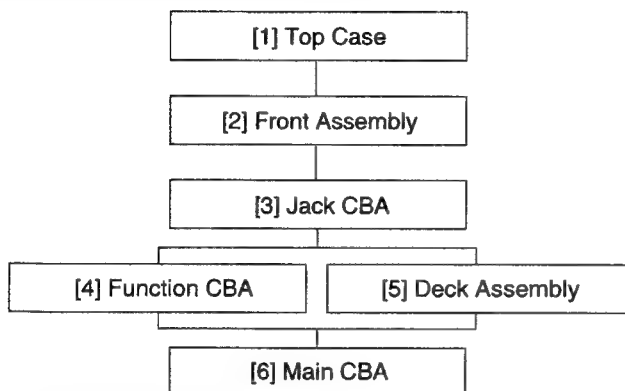 [1] Top Case
[2] Front Assembly
[3] Jack CBA
[4] Function CBA
[5] Deck Assembly
[6] Main CBA